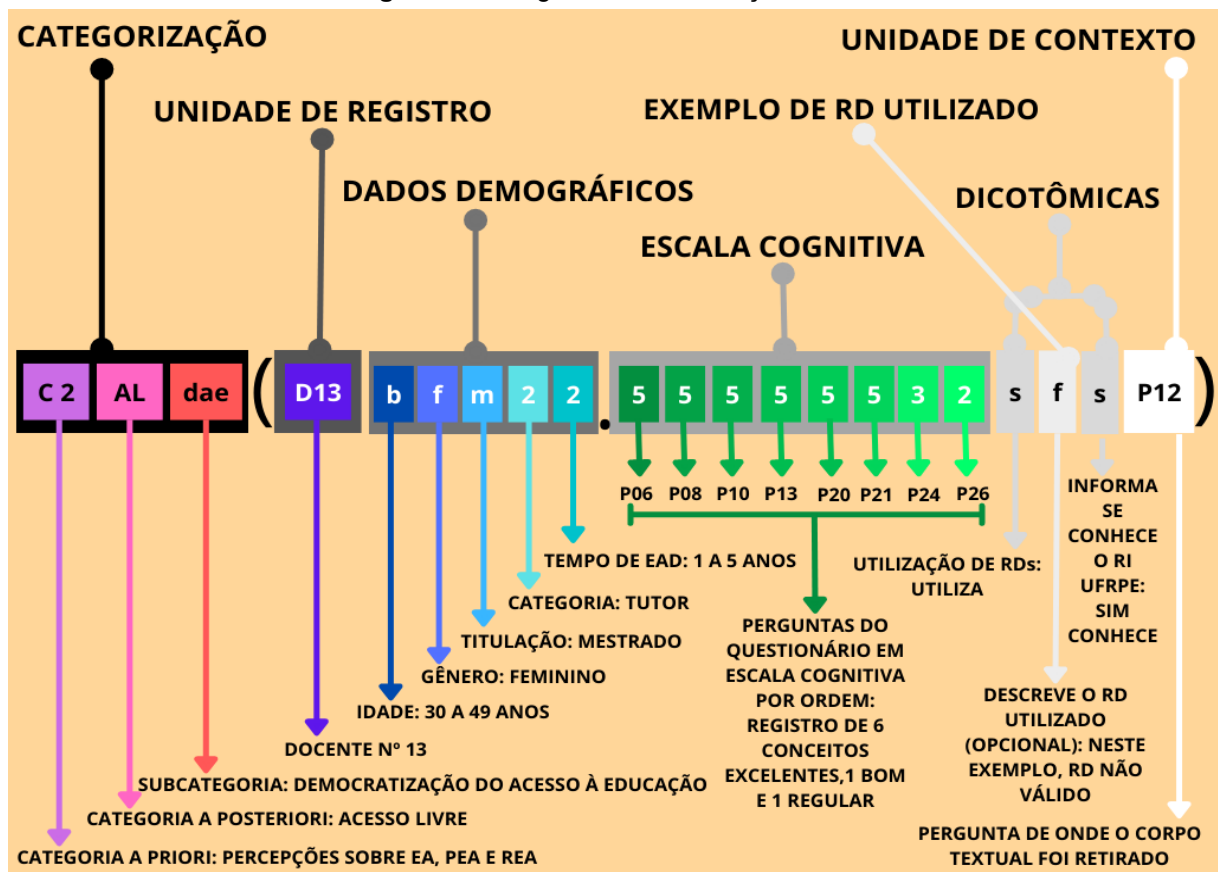 CATEGORIZAÇÃO
UNIDADE DE CONTEXTO
UNIDADE DE REGISTRO
EXEMPLO DE RD UTILIZADO
DADOS DEMOGRÁFICOS
DICOTÔMICAS
ESCALA COGNITIVA
C 2 AL dae ( D13 b f m 2 2 . 5 5 5 5 5 5 3 2 s f s P12 )
P06 P08 P10 P13 P20 P21 P24 P26
INFORMA
SE
CONHECE
O RI
UFRPE:
SIM
CONHECE
TEMPO DE EAD: 1 A 5 ANOS
UTILIZAÇÃO DE RDs:
UTILIZA
CATEGORIA: TUTOR
TITULAÇÃO: MESTRADO
GÊNERO: FEMININO
IDADE: 30 A 49 ANOS
DOCENTE Nº 13
PERGUNTAS DO
QUESTIONÁRIO EM
ESCALA COGNITIVA
POR ORDEM:
REGISTRO DE 6
CONCEITOS
EXCELENTES,1 BOM
E 1 REGULAR
DESCREVE O RD
UTILIZADO
(OPCIONAL): NESTE
EXEMPLO, RD NÃO
VÁLIDO
SUBCATEGORIA: DEMOCRATIZAÇÃO DO ACESSO À EDUCAÇÃO
CATEGORIA A POSTERIORI: ACESSO LIVRE
CATEGORIA A PRIORI: PERCEPÇÕES SOBRE EA, PEA E REA
PERGUNTA DE ONDE O CORPO
TEXTUAL FOI RETIRADO